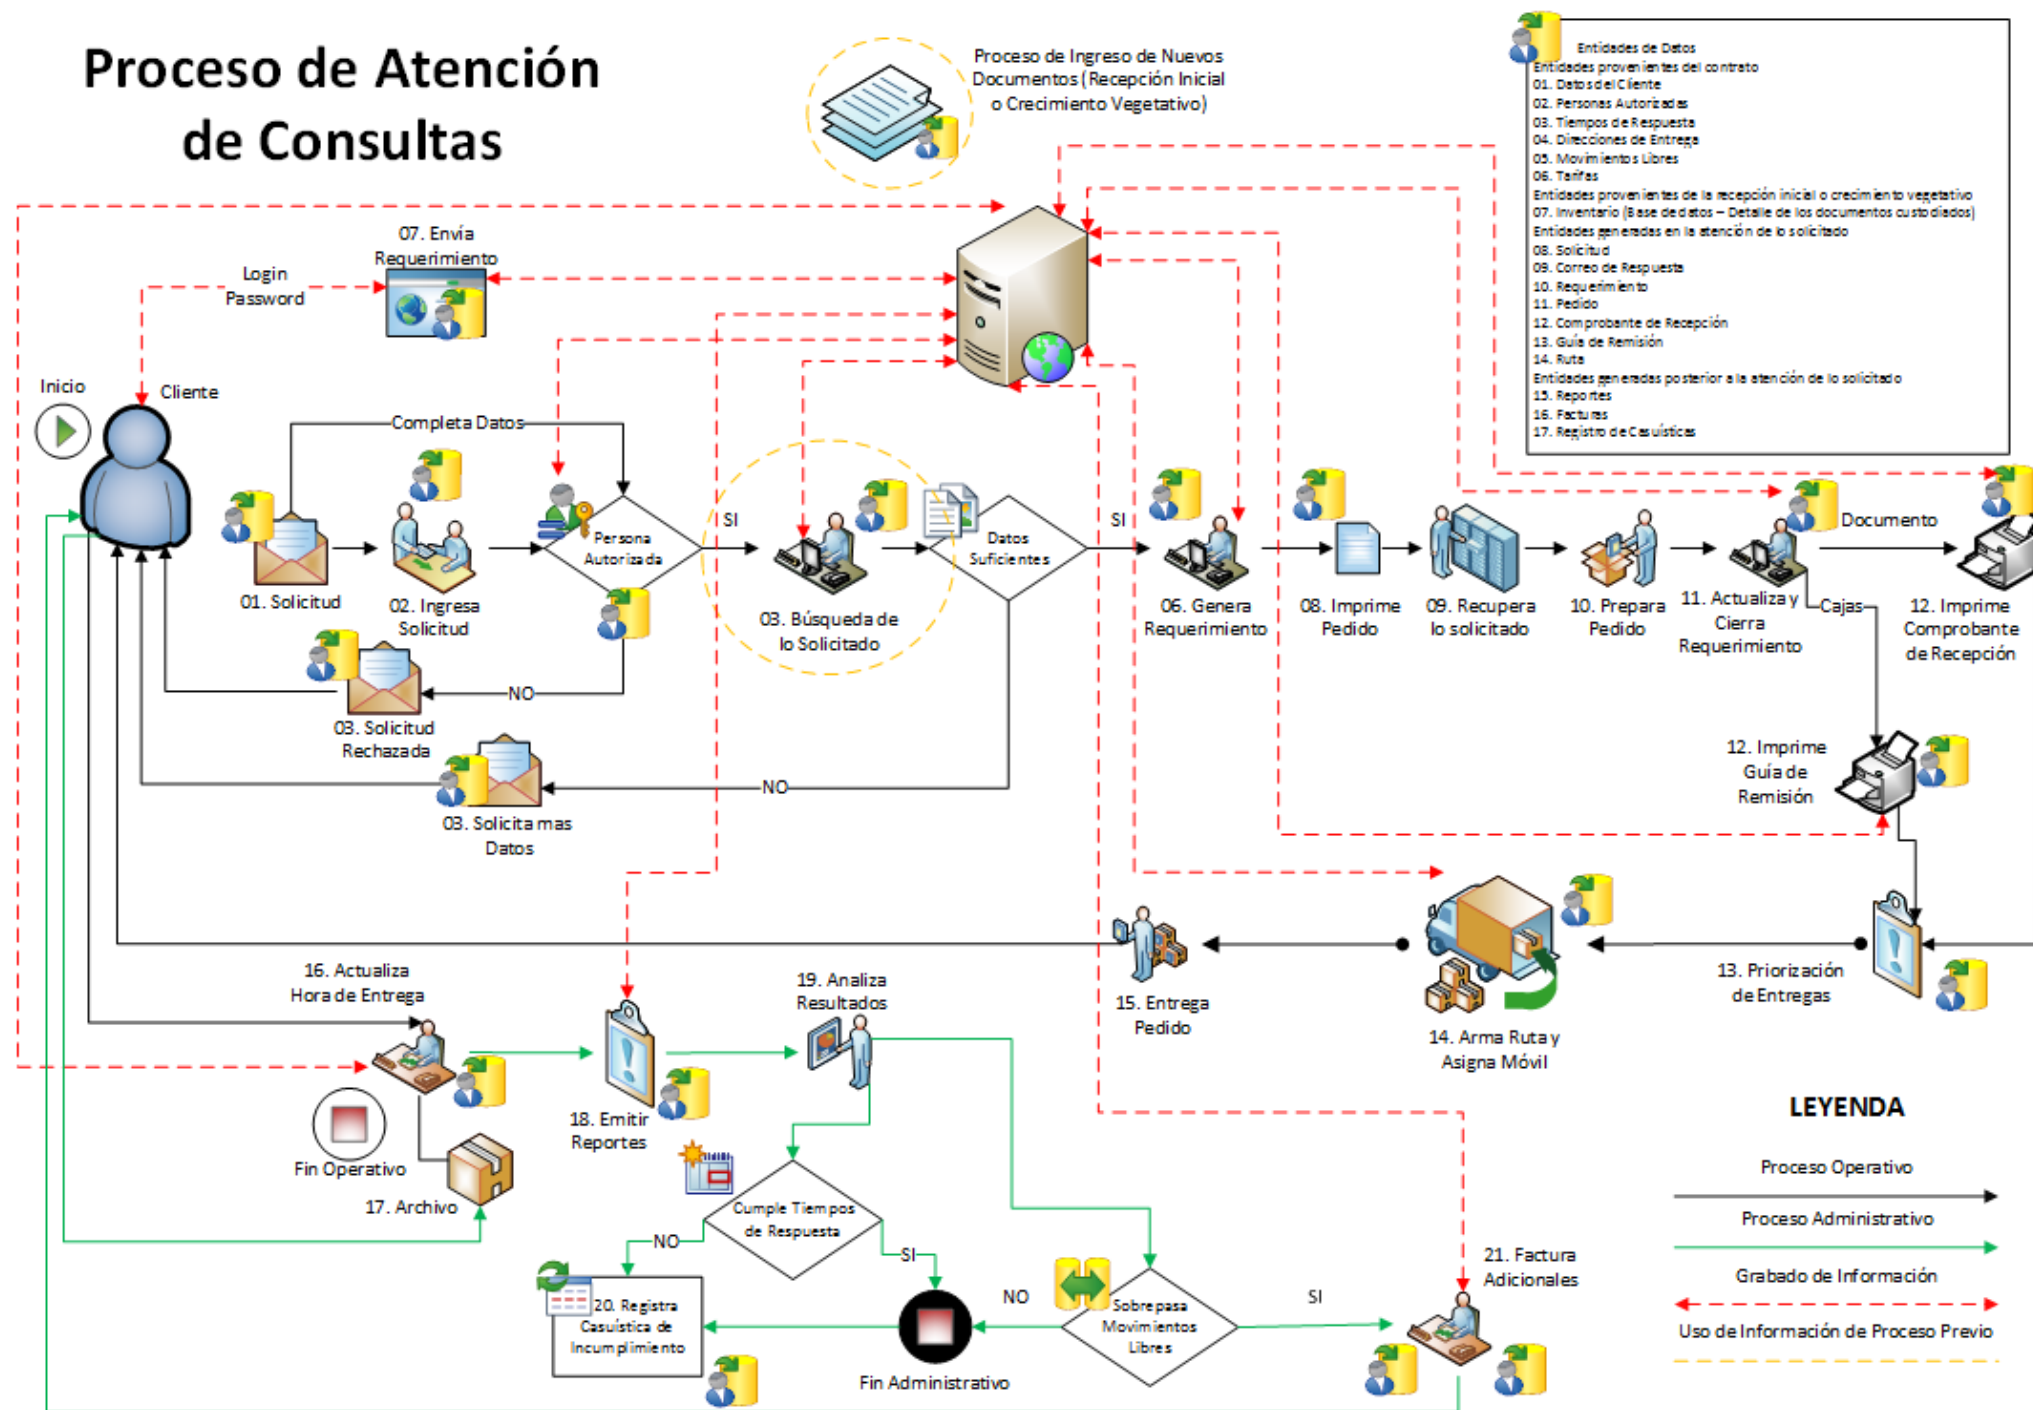 Proceso de Atención
de Consultas
Proceso de Ingreso de Nuevos
Documentos (Recepción Inicial
o Crecimiento Vegetativo)
Entidades de Datos
Entidades provenientes del contrato
01. Datos del Cliente
02. Personas Autorizadas
03. Tiempos de Respuesta
04. Direcciones de Entrega
05. Movimientos Libres
06. Tarifas
Entidades provenientes de la recepción inicial o crecimiento vegetativo
07. Inventario (Base de datos – Detalle de los documentos custodiados)
Entidades generadas en la atención de lo solicitado
08. Solicitud
09. Correo de Respuesta
10. Requerimiento
11. Pedido
12. Comprobante de Recepción
13. Guía de Remisión
14. Ruta
Entidades generadas posterior a la atención de lo solicitado
15. Reportes
16. Facturas
17. Registro de Casuísticas
07. Envía
Requerimiento
Login
Password
Inicio
Cliente
Completa Datos
01. Solicitud
02. Ingresa
Solicitud
Persona
Autorizada
SI
03. Búsqueda de
lo Solicitado
Datos
Suficientes
SI
06. Genera
Requerimiento
08. Imprime
Pedido
09. Recupera
lo solicitado
10. Prepara
Pedido
11. Actualiza y
Cierra
Requerimiento
Documento
Cajas
12. Imprime
Comprobante
de Recepción
NO
03. Solicitud
Rechazada
NO
03. Solicita mas
Datos
12. Imprime
Guía de
Remisión
13. Priorización
de Entregas
14. Arma Ruta y
Asigna Móvil
15. Entrega
Pedido
16. Actualiza
Hora de Entrega
Fin Operativo
17. Archivo
18. Emitir
Reportes
19. Analiza
Resultados
Cumple Tiempos
de Respuesta
NO
SI
20. Registra
Casuística de
Incumplimiento
Fin Administrativo
NO
Sobrepasa
Movimientos
Libres
SI
21. Factura
Adicionales
LEYENDA
Proceso Operativo
Proceso Administrativo
Grabado de Información
Uso de Información de Proceso Previo